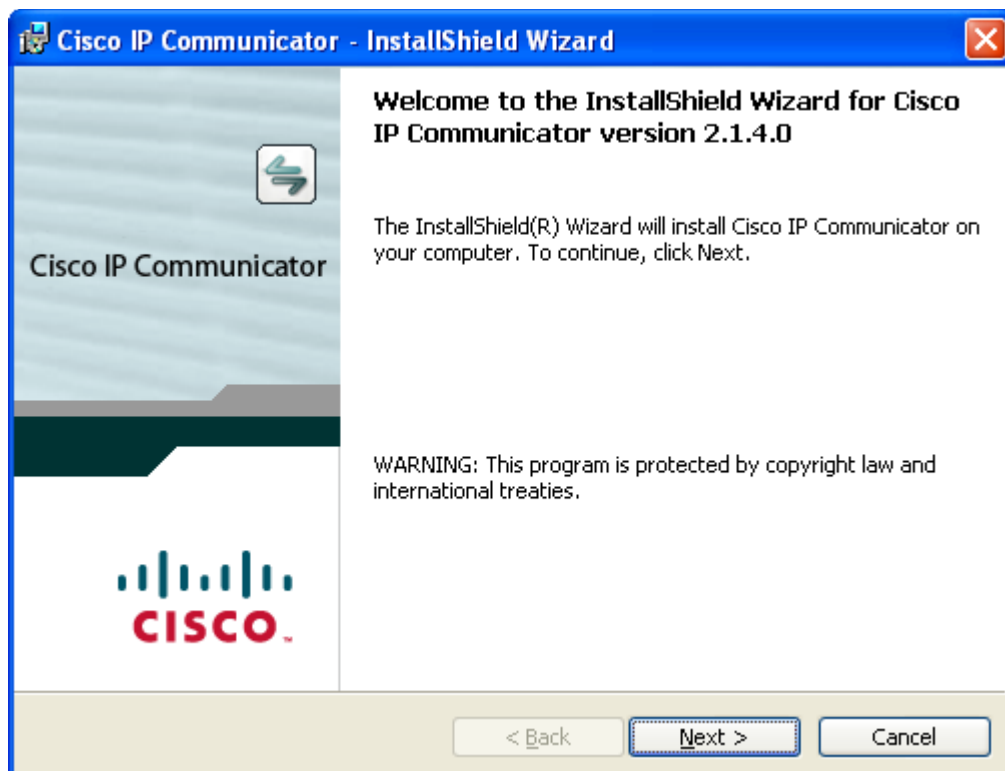 Cisco IP Communicator - InstallShield Wizard
Welcome to the InstallShield Wizard for Cisco
IP Communicator version 2.1.4.0
The InstallShield(R) Wizard will install Cisco IP Communicator on
your computer. To continue, click Next.
Cisco IP Communicator
WARNING: This program is protected by copyright law and
international treaties.
CISCO
< Back
Next >
Cancel